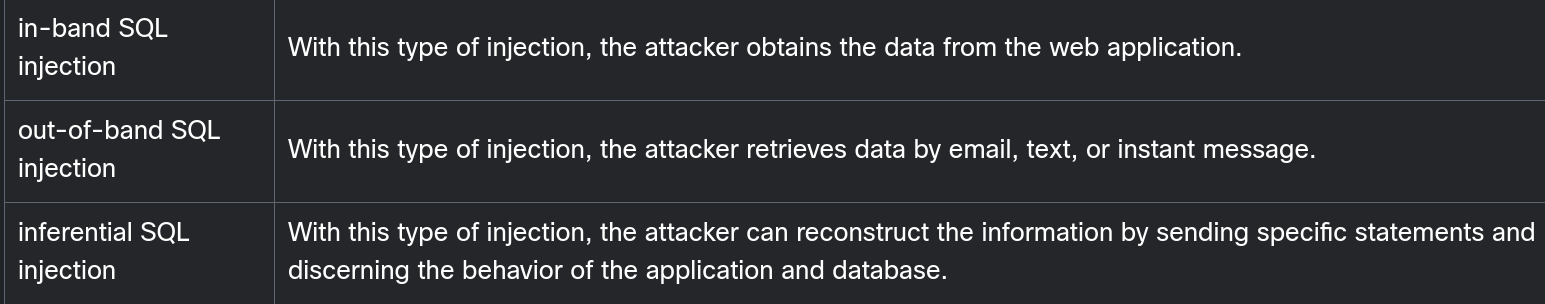 in-band SQL
injection
With this type of injection, the attacker obtains the data from the web application.
out-of-band SQL
injection
With this type of injection, the attacker retrieves data by email, text, or instant message.
inferential SQL
injection
With this type of injection, the attacker can reconstruct the information by sending specific statements and
discerning the behavior of the application and database.